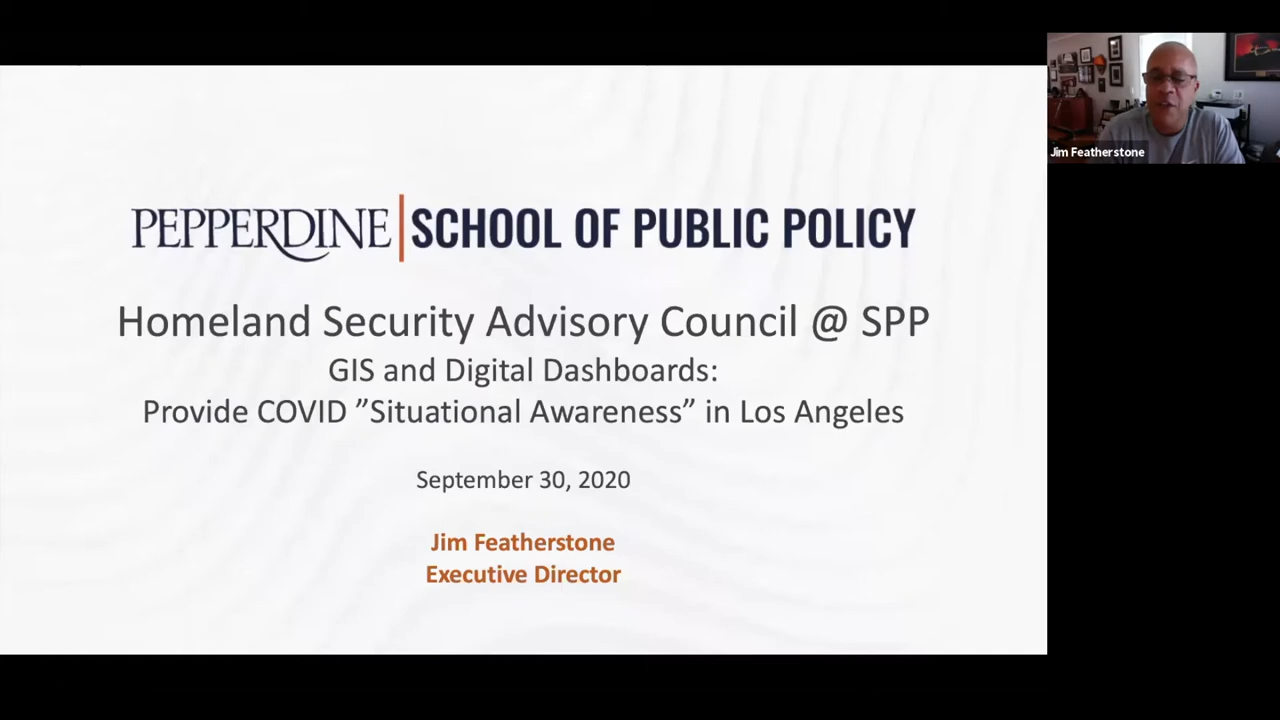 PEPPERDINE | SCHOOL OF PUBLIC POLICY
Homeland Security Advisory Council @ SPP
GIS and Digital Dashboards:
Provide COVID ”Situational Awareness” in Los Angeles
September 30, 2020
Jim Featherstone
Executive Director
Jim Featherstone